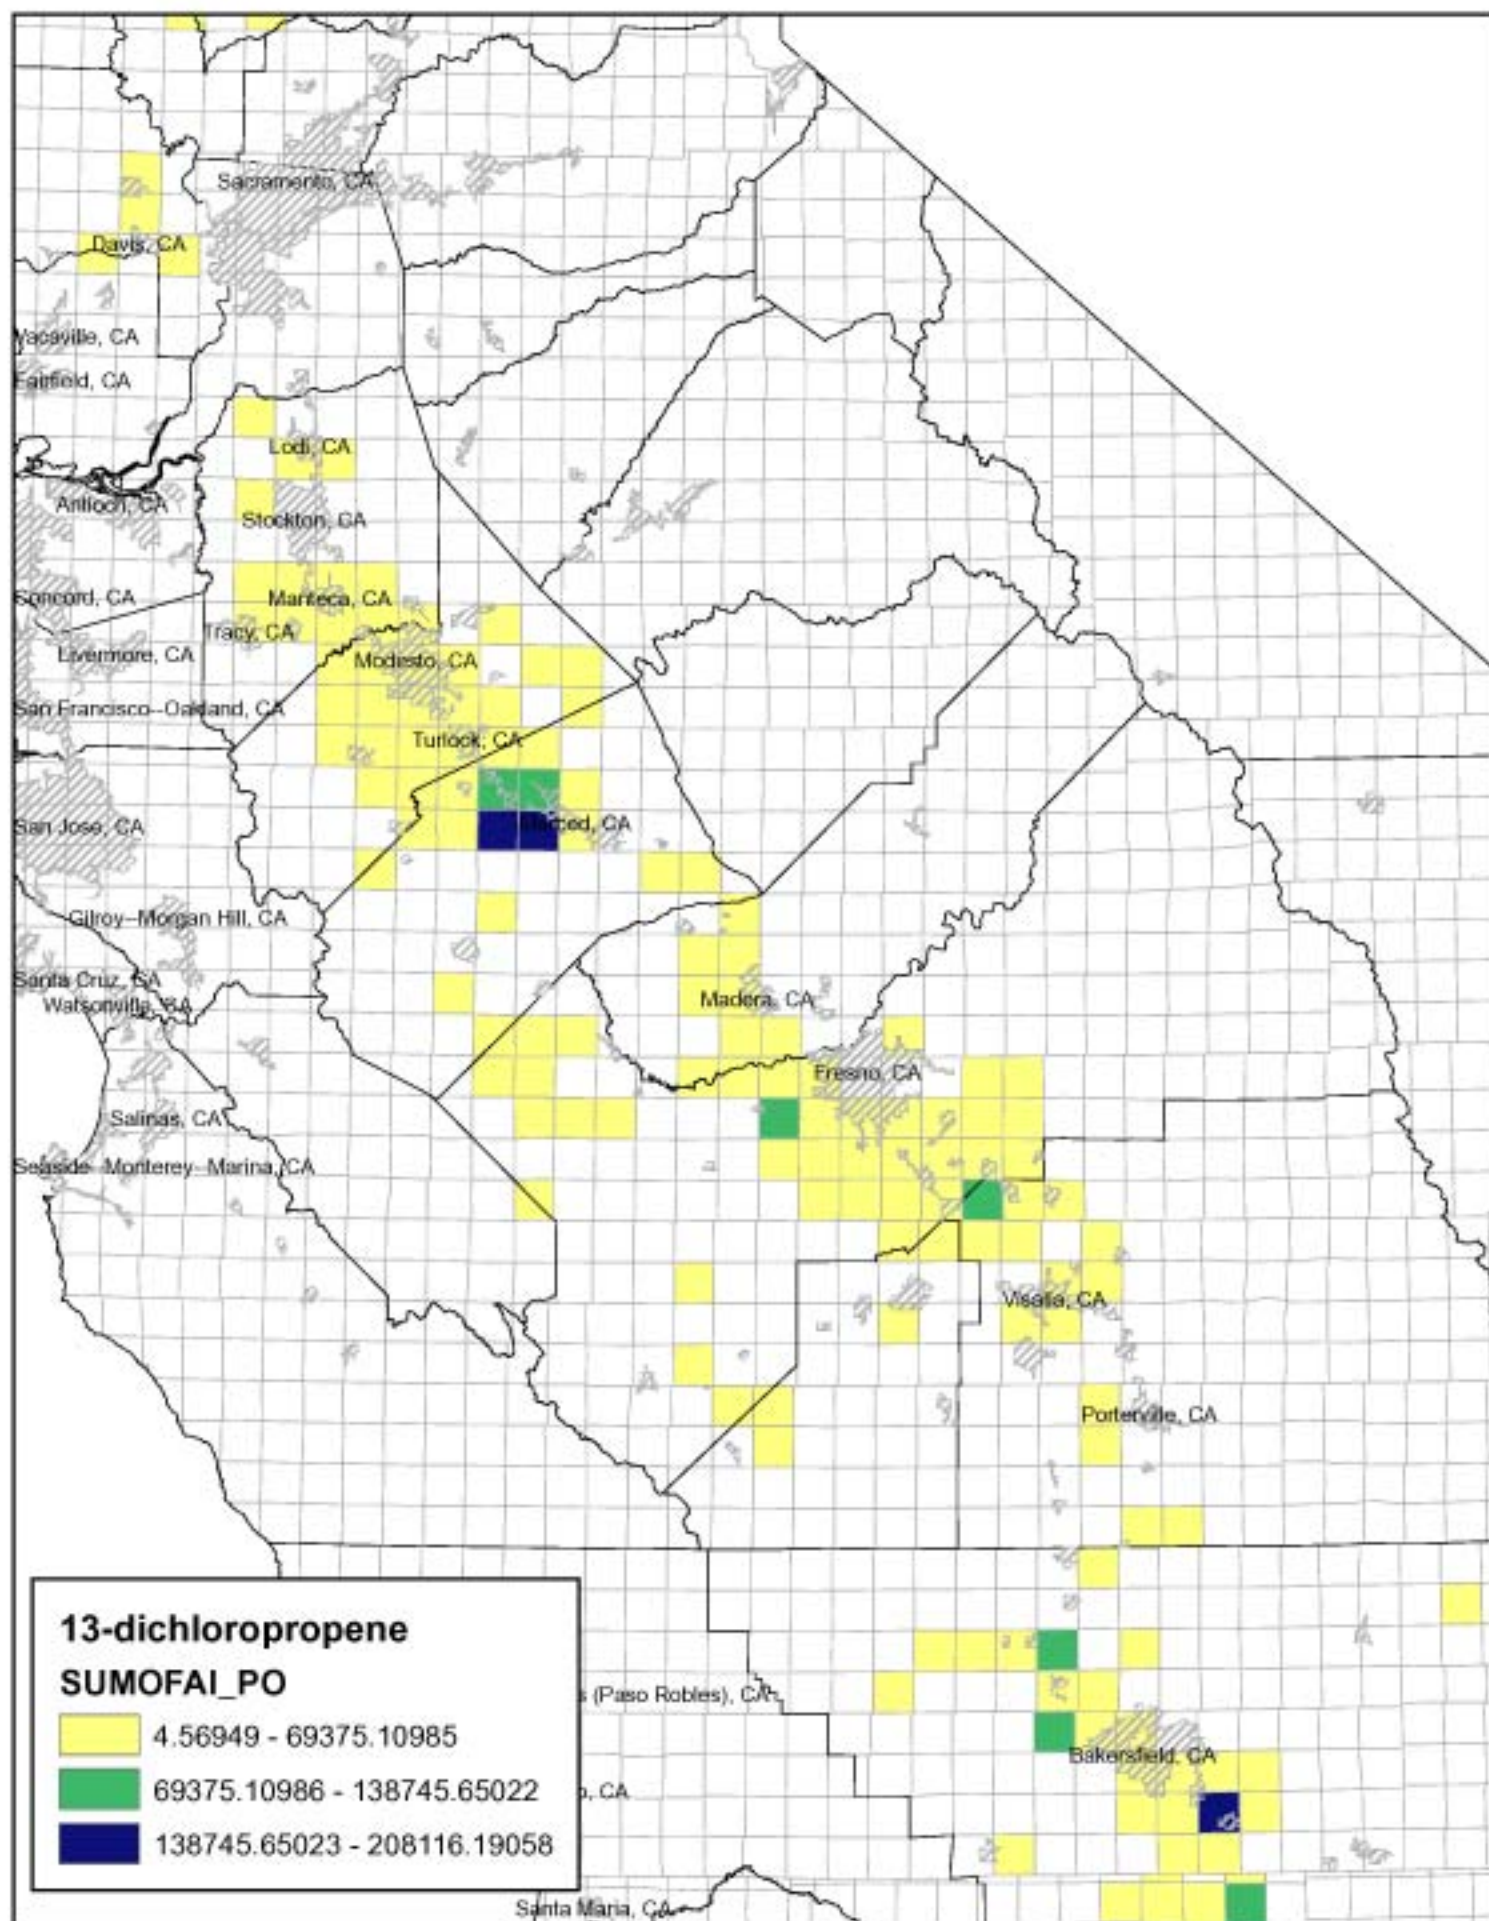 Sacramento, CA
Davis, CA
Vacaville, CA
Fairfield, CA
Lodi, CA
Antioch, CA
Stockton, CA
Concord, CA
Manteca, CA
Tracy, CA
Livermore, CA
Modesto, CA
San Francisco--Oakland, CA
Turlock, CA
San Jose, CA
Merced, CA
Gilroy--Morgan Hill, CA
Santa Cruz, CA
Watsonville, CA
Madera, CA
Fresno, CA
Salinas, CA
Seaside--Monterey--Marina, CA
Visalia, CA
Porterville, CA
13-dichloropropene
SUMOFAI_PO
4.56949 - 69375.10985
69375.10986 - 138745.65022
138745.65023 - 208116.19058
s (Paso Robles), CA
Bakersfield, CA
o, CA
Santa Maria, CA